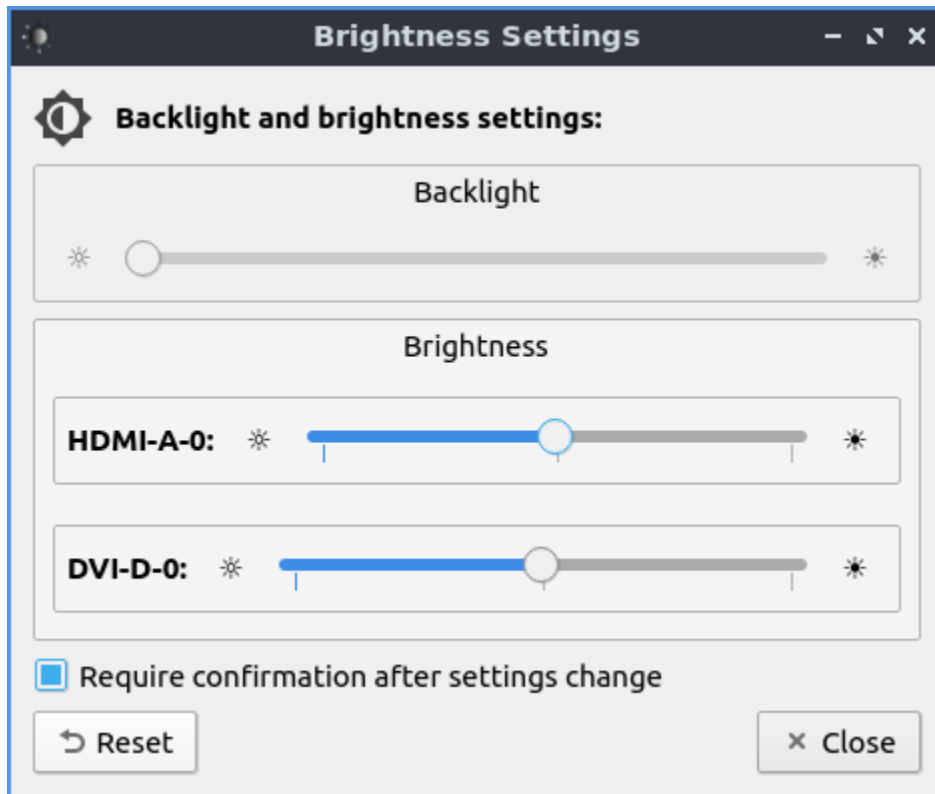 Brightness Settings
Backlight and brightness settings:
Backlight
Brightness
HDMI-A-0:
DVI-D-0:
Require confirmation after settings change
Reset
Close